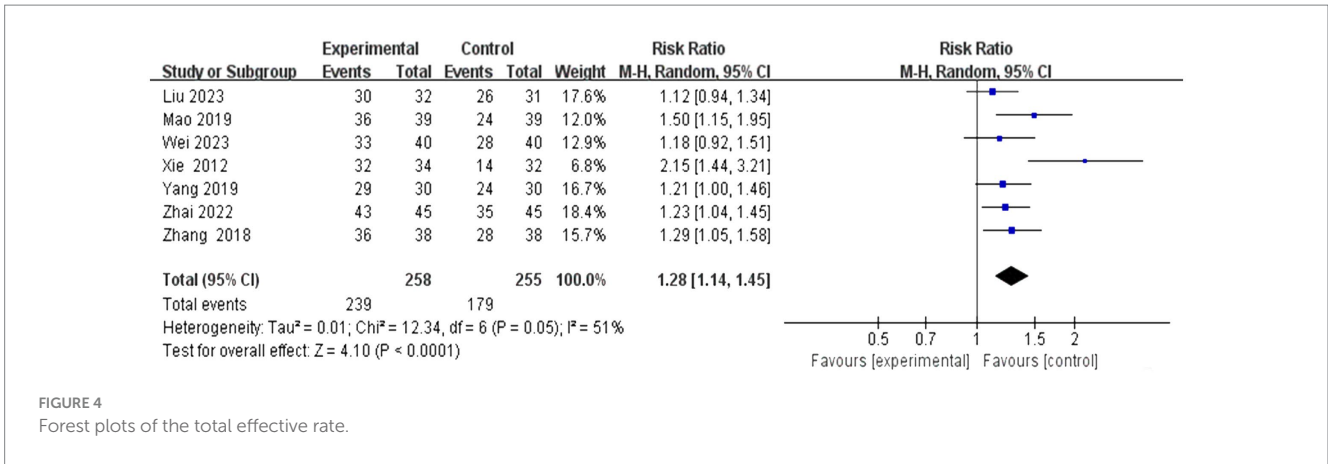 Experimental Control Risk Ratio Risk Ratio
Study or Subgroup Events Total Events Total Weight M-H, Random, 95% CI M-H, Random, 95% CI
Liu 2023 30 32 26 31 17.6% 1.12 [0.94, 1.34]
Mao 2019 36 39 24 39 12.0% 1.50 [1.15, 1.95]
Wei 2023 33 40 28 40 12.9% 1.18 [0.92, 1.51]
Xie 2012 32 34 14 32 6.8% 2.15 [1.44, 3.21]
Yang 2019 29 30 24 30 16.7% 1.21 [1.00, 1.46]
Zhai 2022 43 45 35 45 18.4% 1.23 [1.04, 1.45]
Zhang 2018 36 38 28 38 15.7% 1.29 [1.05, 1.58]
Total (95% CI) 258 255 100.0% 1.28 [1.14, 1.45]
Total events 239 179
Heterogeneity: Tau² = 0.01; Chi² = 12.34, df = 6 (P = 0.05); I² = 51%
Test for overall effect: Z = 4.10 (P < 0.0001)
0.5 0.7 1 1.5 2
Favours [experimental] Favours [control]
FIGURE 4
Forest plots of the total effective rate.